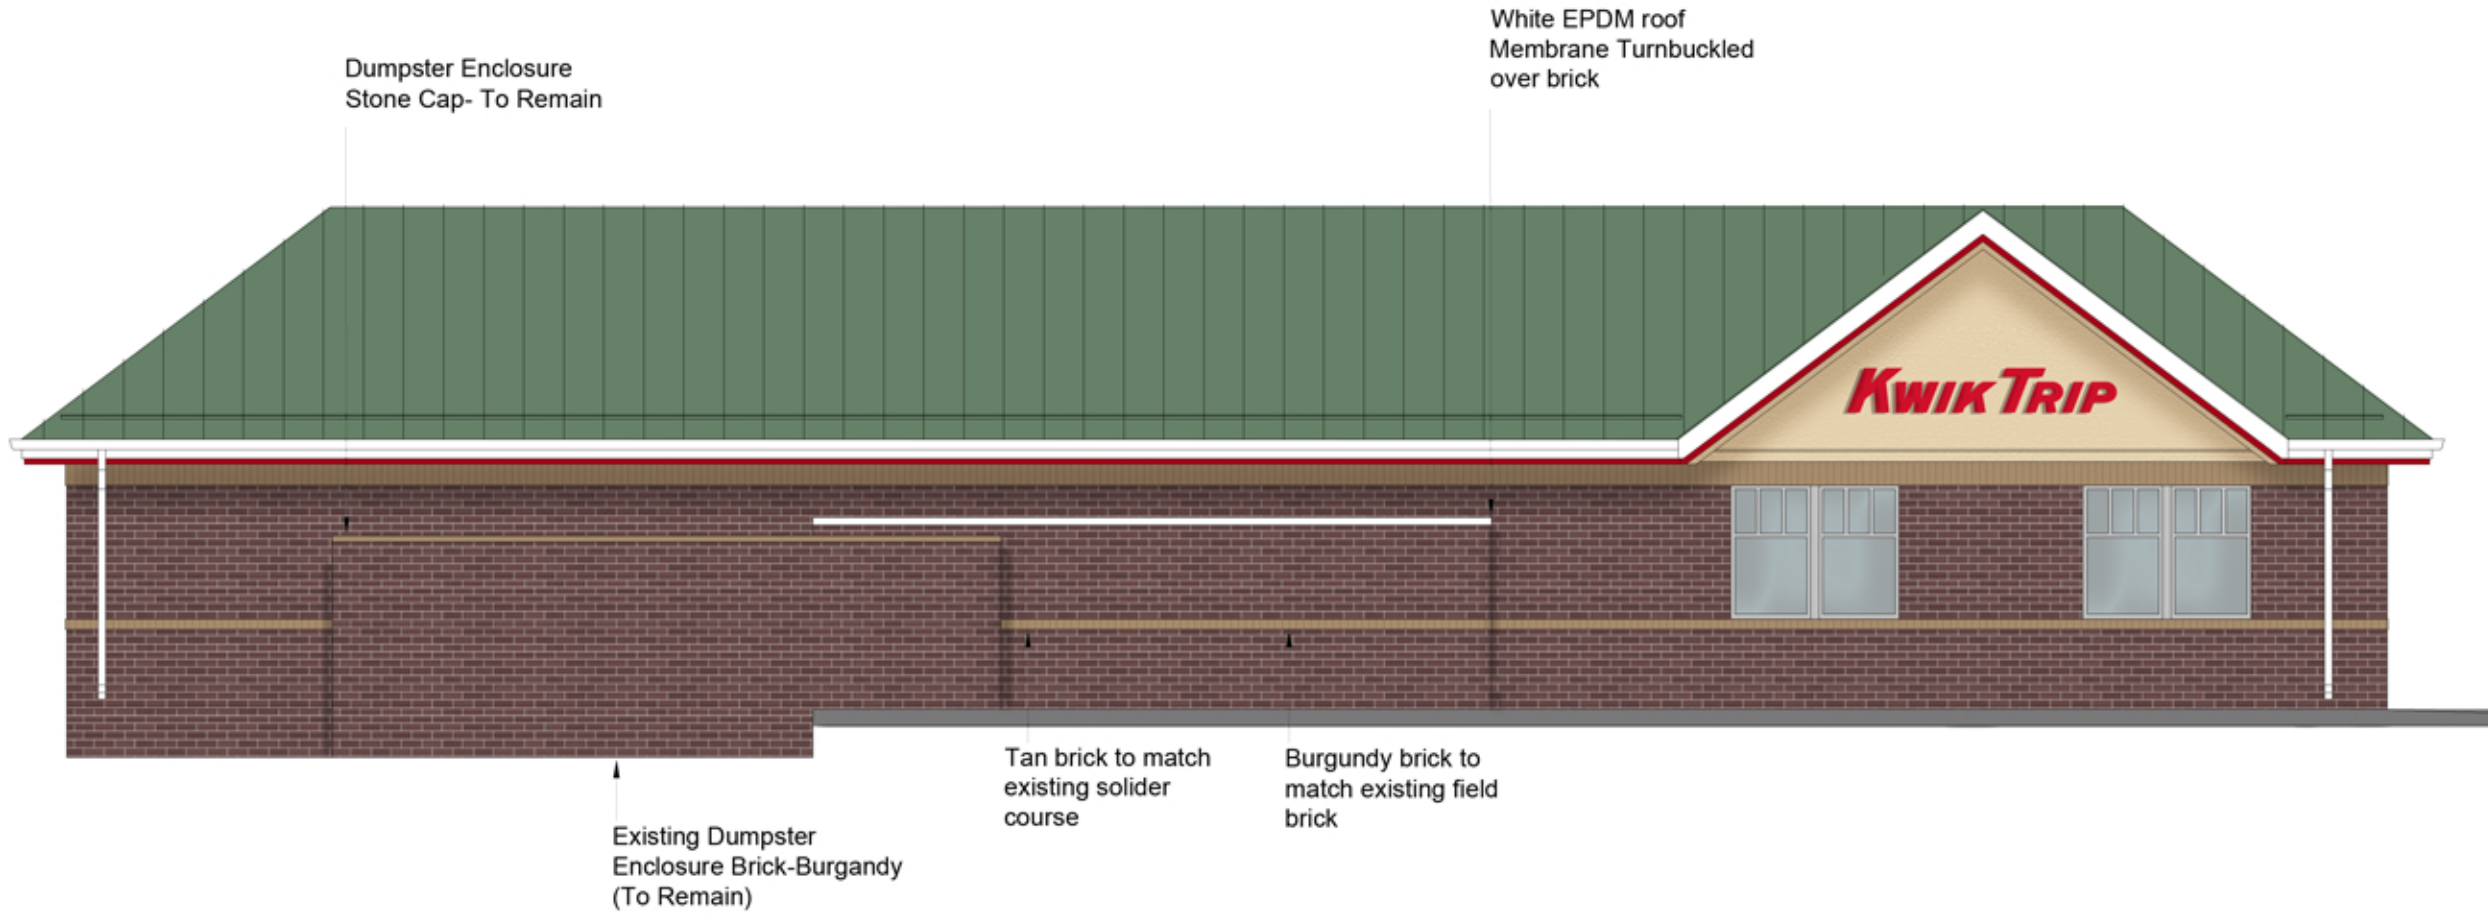 White EPDM roof
Membrane Turnbuckled
over brick
Dumpster Enclosure
Stone Cap- To Remain
KWIK TRIP
Tan brick to match
existing solider
course
Burgundy brick to
match existing field
brick
Existing Dumpster
Enclosure Brick-Burgandy
(To Remain)